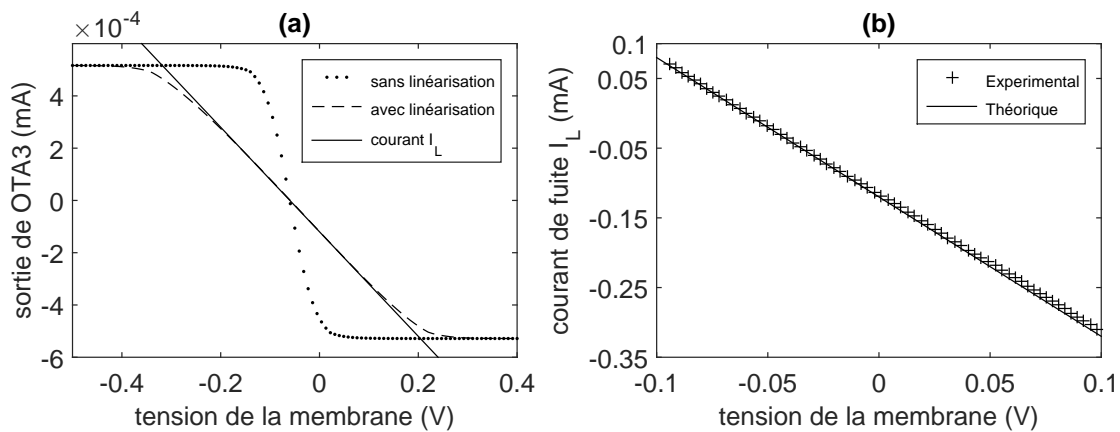 (a)
× 10-4
sortie de OTA3 (mA)
4
2
0
-2
-4
-6
-0.4
-0.2
0
0.2
0.4
tension de la membrane (V)
sans linéarisation
avec linéarisation
courant I_L
(b)
courant de fuite I_L (mA)
0.1
0.05
-0.05
-0.15
-0.25
-0.35
-0.1
-0.05
0
0.05
0.1
tension de la membrane (V)
Experimental
Théorique